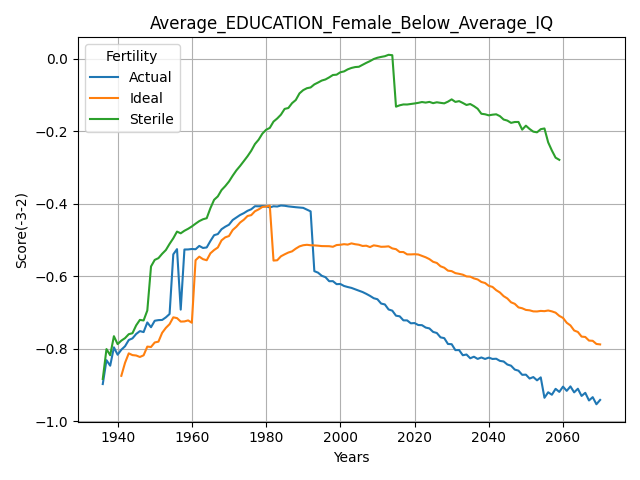 Average_EDUCATION_Female_Below_Average_IQ
Fertility
Actual
Ideal
Sterile
Score(-3-2)
0.0
−0.2
−0.4
−0.6
−0.8
−1.0
1940 1960 1980 2000 2020 2040 2060
Years